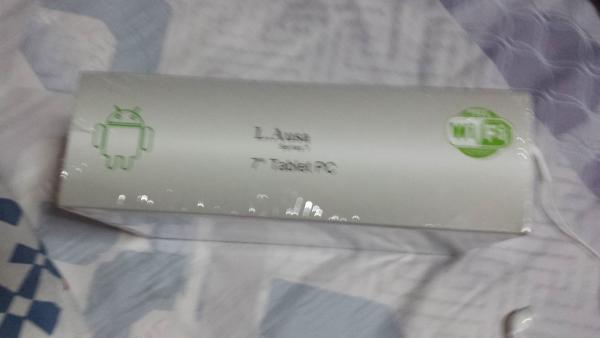 L.Ausa
7" Tablet PC
Wi Fi